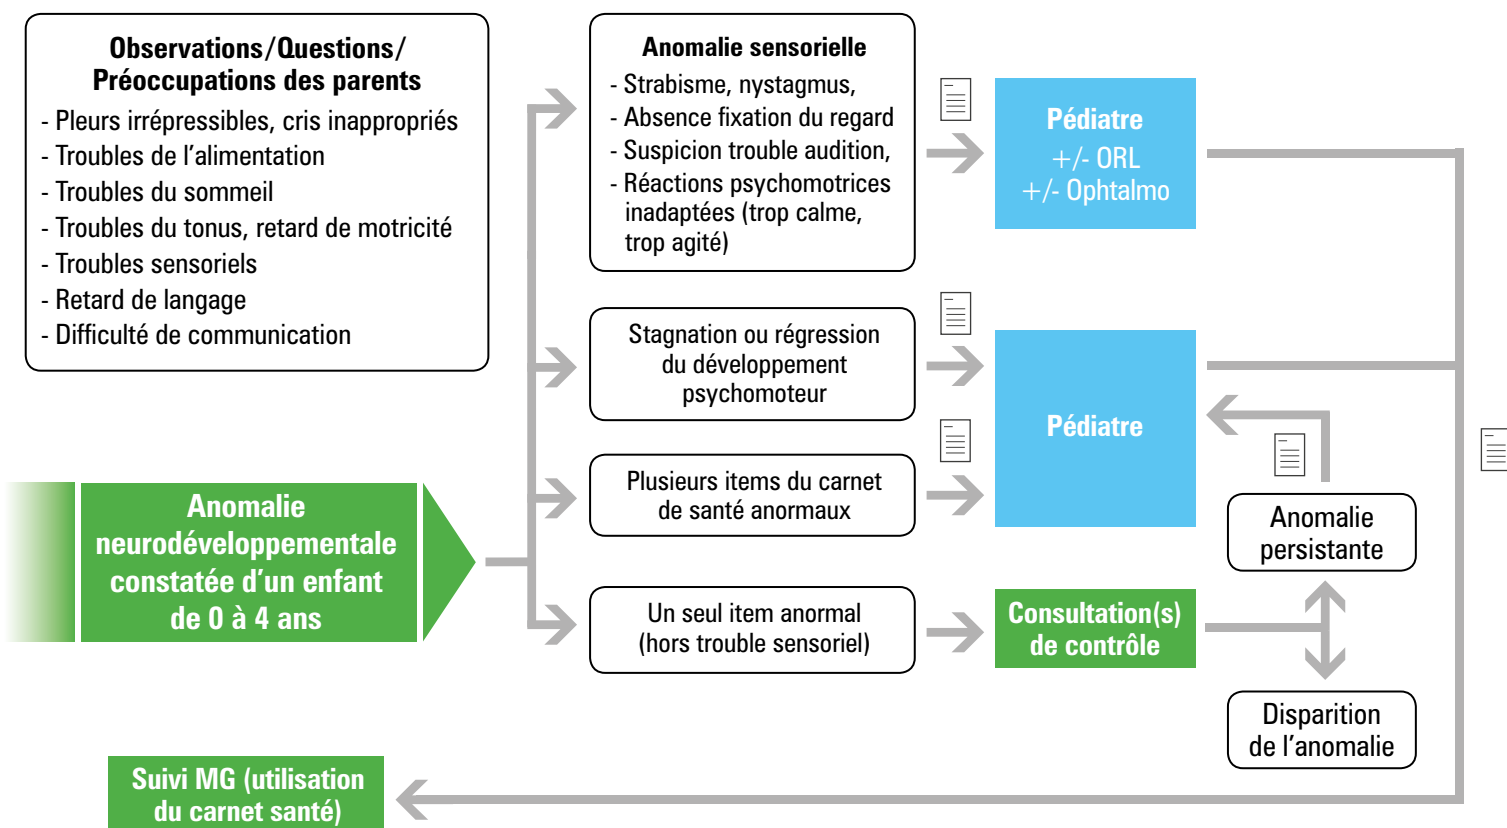 Observations/Questions/
Préoccupations des parents
- Pleurs irrépressibles, cris inappropriés
- Troubles de l'alimentation
- Troubles du sommeil
- Troubles du tonus, retard de motricité
- Troubles sensoriels
- Retard de langage
- Difficulté de communication
Anomalie
neurodéveloppementale
constatée d'un enfant
de 0 à 4 ans
Anomalie sensorielle
- Strabisme, nystagmus,
- Absence fixation du regard
- Suspicion trouble audition,
- Réactions psychomotrices
inadaptées (trop calme,
trop agité)
Pédiatre
+/- ORL
+/- Ophtalmo
Stagnation ou régression
du développement
psychomoteur
Plusieurs items du carnet
de santé anormaux
Pédiatre
Un seul item anormal
(hors trouble sensoriel)
Consultation(s)
de contrôle
Anomalie
persistante
Disparition
de l'anomalie
Suivi MG (utilisation
du carnet santé)